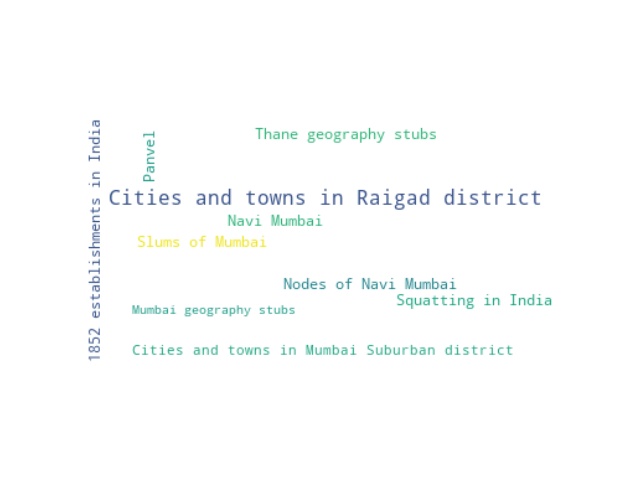 1852 establishments in India
Panvel
Thane geography stubs
Cities and towns in Raigad district
Navi Mumbai
Slums of Mumbai
Nodes of Navi Mumbai
Squatting in India
Mumbai geography stubs
Cities and towns in Mumbai Suburban district